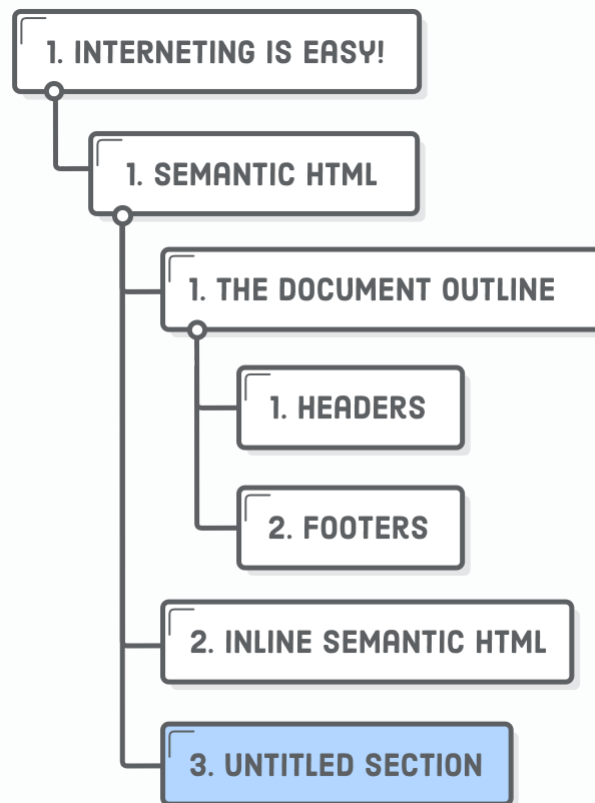 1. INTERNETING IS EASY!
1. SEMANTIC HTML
1. THE DOCUMENT OUTLINE
1. HEADERS
2. FOOTERS
2. INLINE SEMANTIC HTML
3. UNTITLED SECTION